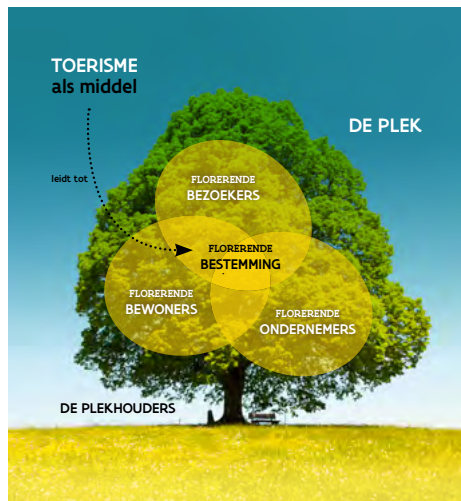 TOERISME
als middel
DE PLEK
leidt tot
FLORERENDE
BEZOEKERS
FLORERENDE
BESTEMMING
FLORERENDE
BEWONERS
FLORERENDE
ONDERNEMERS
DE PLEKHOUDERS